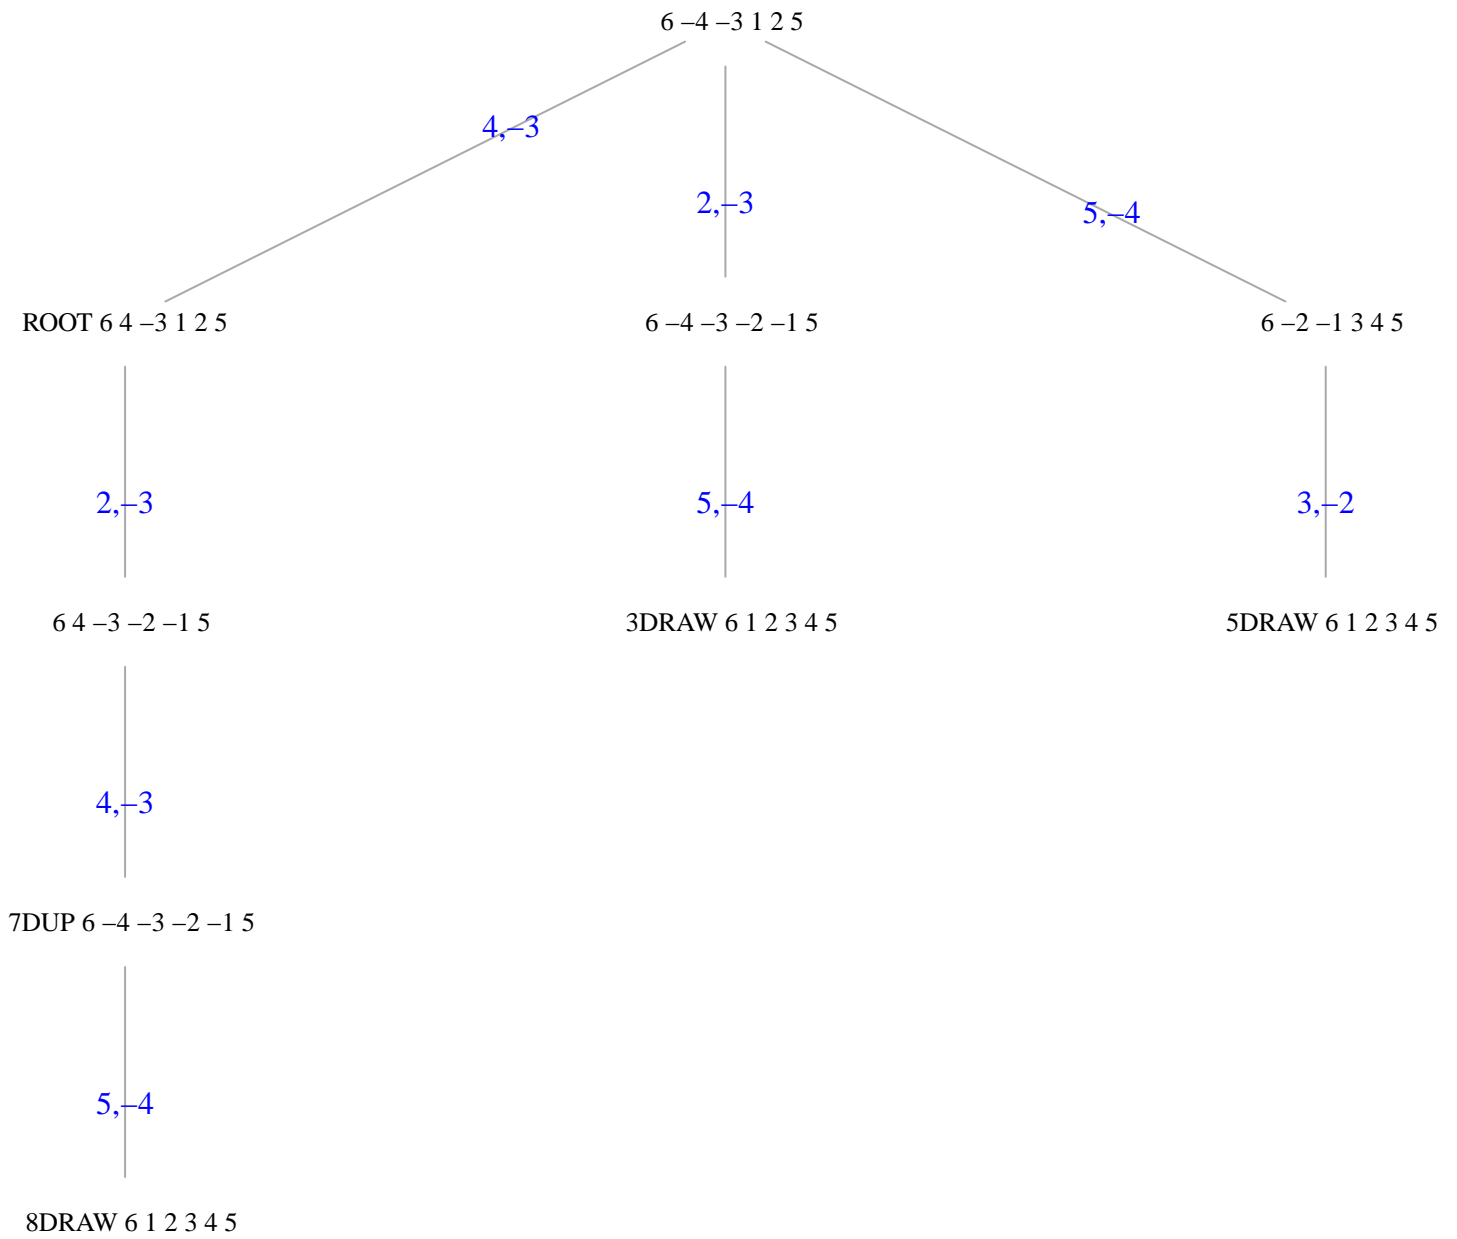 6 –4 –3 1 2 5
4,–3
2,–3
5,–4
ROOT 6 4 –3 1 2 5
6 –4 –3 –2 –1 5
6 –2 –1 3 4 5
2,–3
5,–4
3,–2
6 4 –3 –2 –1 5
3DRAW 6 1 2 3 4 5
5DRAW 6 1 2 3 4 5
4,–3
7DUP 6 –4 –3 –2 –1 5
5,–4
8DRAW 6 1 2 3 4 5